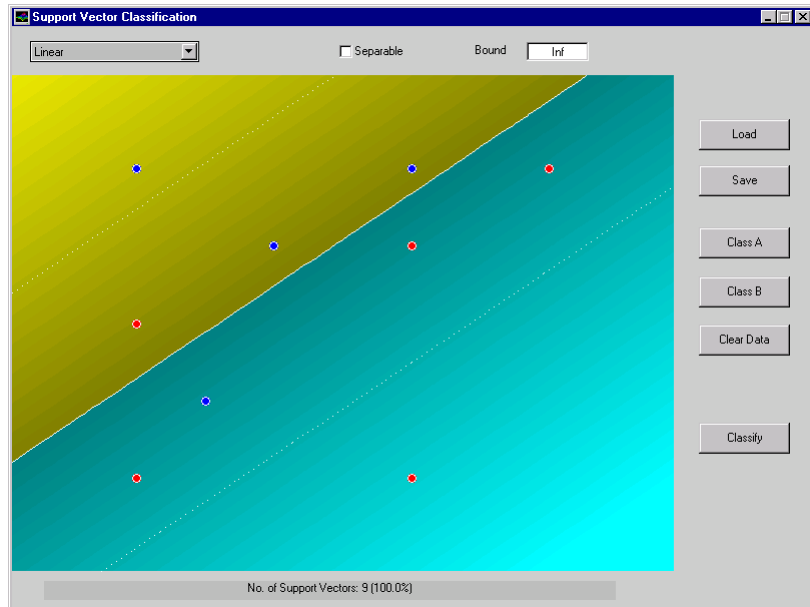 Support Vector Classification
Linear
Separable
Bound
Inf
Load
Save
Class A
Class B
Clear Data
Classify
No. of Support Vectors: 9 (100.0%)